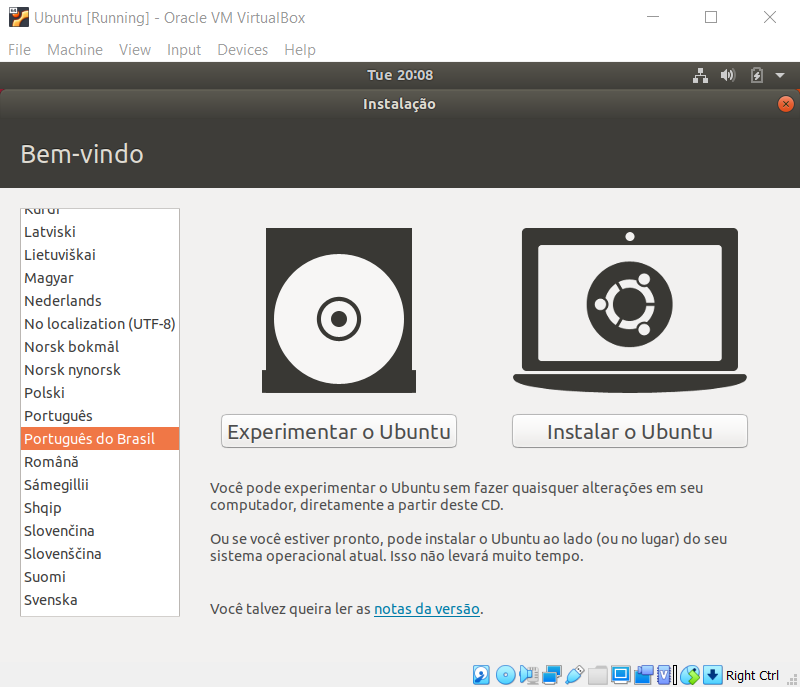 Ubuntu [Running] - Oracle VM VirtualBox
File Machine View Input Devices Help
Tue 20:08
Instalação
Bem-vindo
Kurdî
Latviski
Lietuviškai
Magyar
Nederlands
No localization (UTF-8)
Norsk bokmål
Norsk nynorsk
Polski
Português
Português do Brasil
Română
Sámegillii
Shqip
Slovenčina
Slovenščina
Suomi
Svenska
Experimentar o Ubuntu
Instalar o Ubuntu
Você pode experimentar o Ubuntu sem fazer quaisquer alterações em seu
computador, diretamente a partir deste CD.
Ou se você estiver pronto, pode instalar o Ubuntu ao lado (ou no lugar) do seu
sistema operacional atual. Isso não levará muito tempo.
Você talvez queira ler as notas da versão.
Right Ctrl